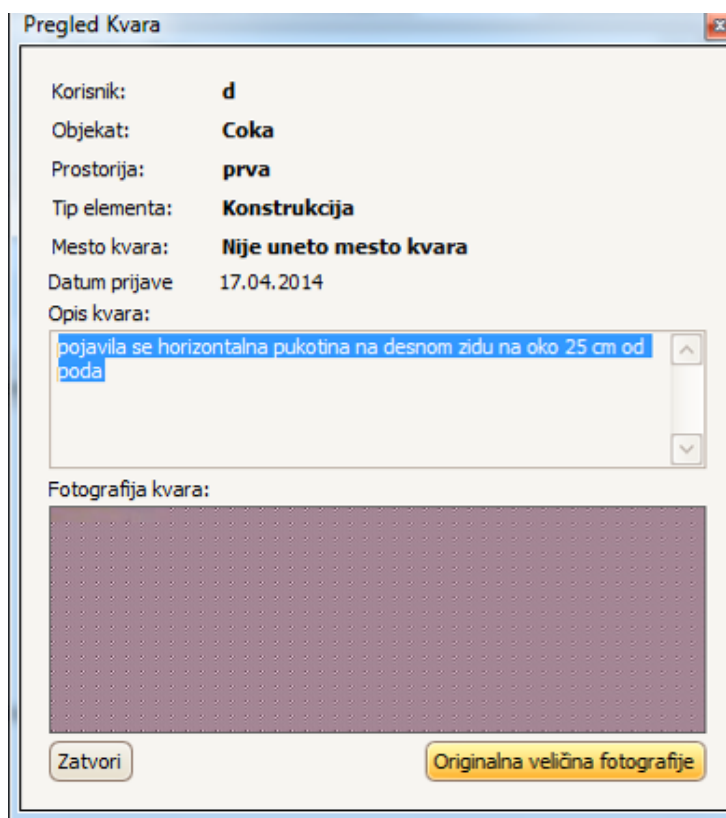 Pregled Kvara
Korisnik: d
Objekat: Coka
Prostorija: prva
Tip elementa: Konstrukcija
Mesto kvara: Nije uneto mesto kvara
Datum prijave 17.04.2014
Opis kvara:
pojavila se horizontalna pukotina na desnom zidu na oko 25 cm od
poda
Fotografija kvara:
Zatvori Originalna veličina fotografije